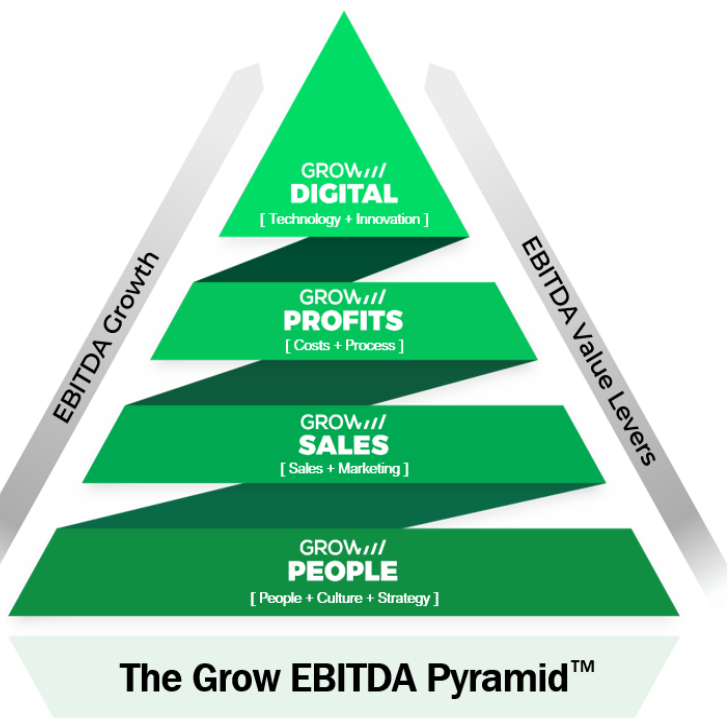 GROW
DIGITAL
[ Technology + Innovation ]
GROW
PROFITS
[ Costs + Process ]
GROW
SALES
[ Sales + Marketing ]
GROW
PEOPLE
[ People + Culture + Strategy ]
EBITDA Growth
EBITDA Value Levers
The Grow EBITDA Pyramid™